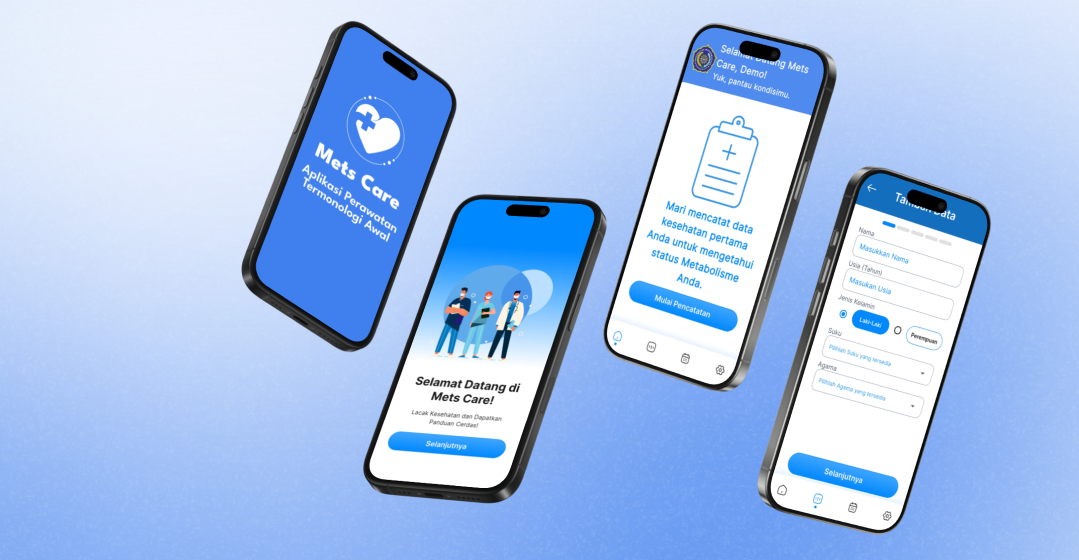 Mets Care
Aplikasi Perawatan
Termonologi Awal
Selamat Datang di
Mets Care!
Lacak Kesehatan dan Dapatkan
Panduan Cerdas!
Selanjutnya
Selamat Datang Mets
Care, Demo!
Yuk, pantau kondisimu.
Mari mencatat data
kesehatan pertama
Anda untuk mengetahui
status Metabolisme
Anda.
Mulai Pencatatan
Tambah Data
Nama
Masukkan Nama
Usia (Tahun)
Masukan Usia
Jenis Kelamin
Laki-Laki
Perempuan
Suku
Pilihlah Suku yang tersedia
Agama
Pilihlah Agama yang tersedia
Selanjutnya